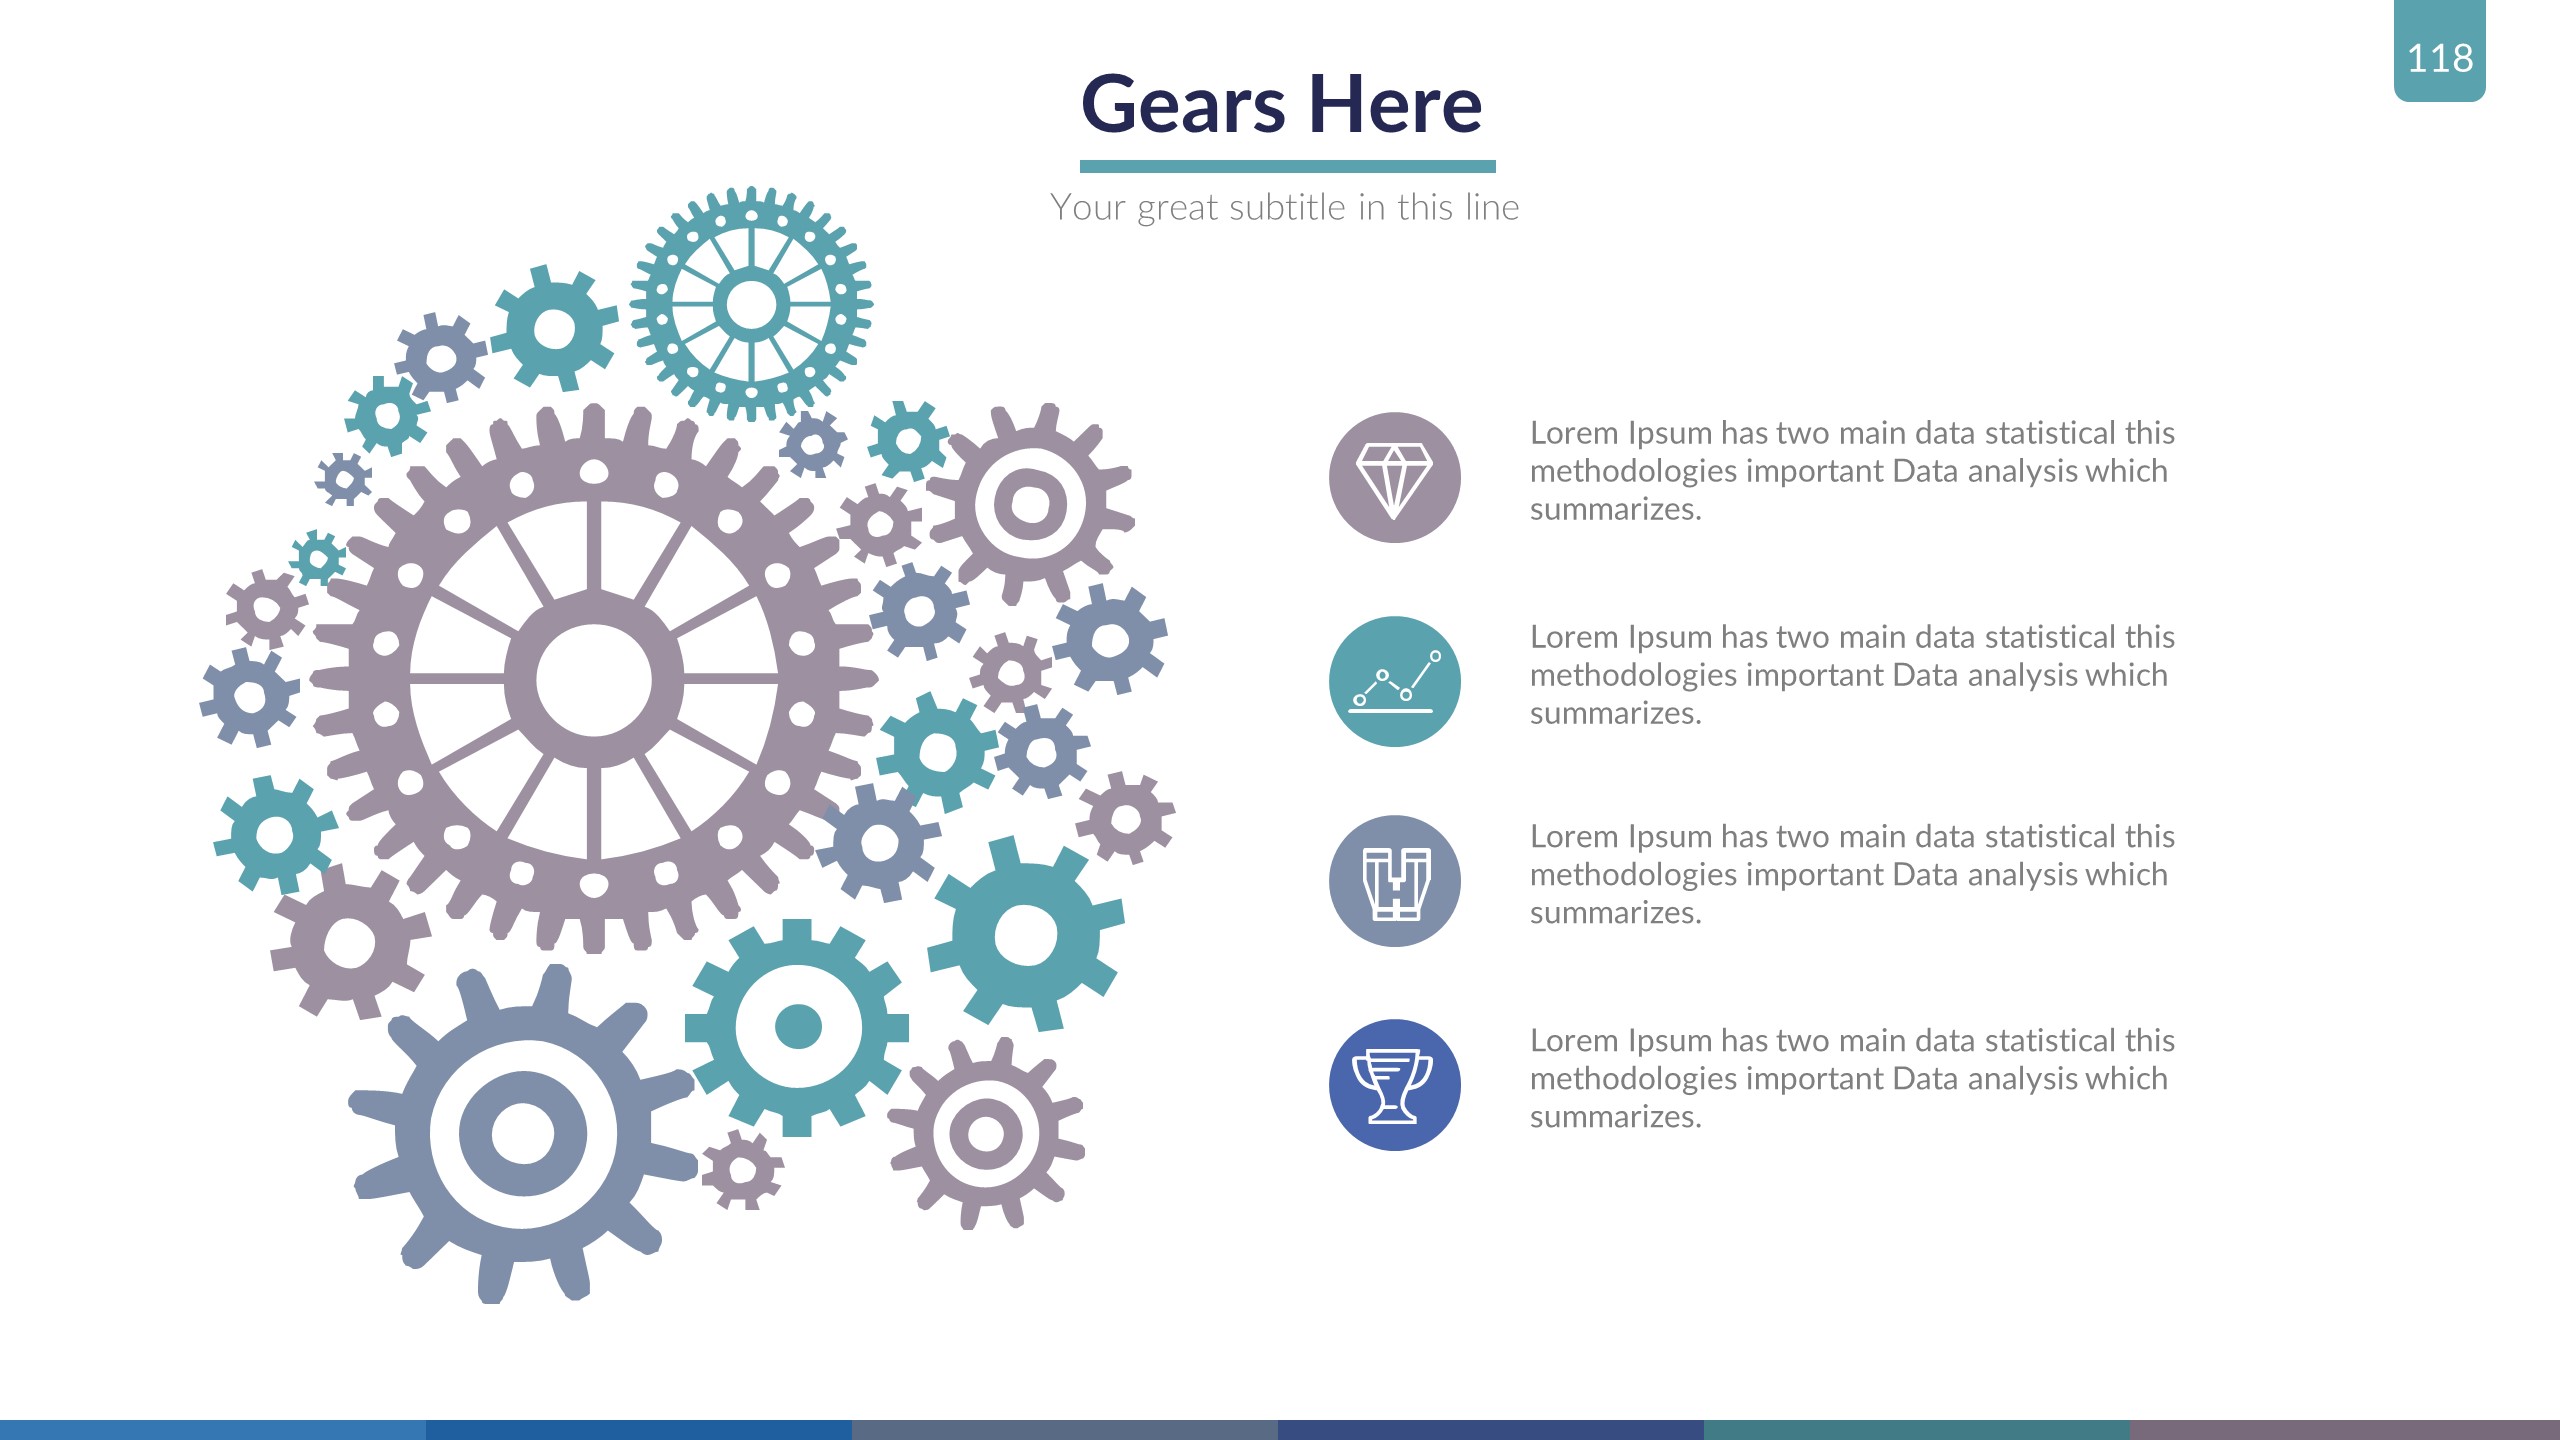 118
Gears Here
Your great subtitle in this line
Lorem Ipsum has two main data statistical this
methodologies important Data analysis which
summarizes.
Lorem Ipsum has two main data statistical this
methodologies important Data analysis which
summarizes.
Lorem Ipsum has two main data statistical this
methodologies important Data analysis which
summarizes.
Lorem Ipsum has two main data statistical this
methodologies important Data analysis which
summarizes.